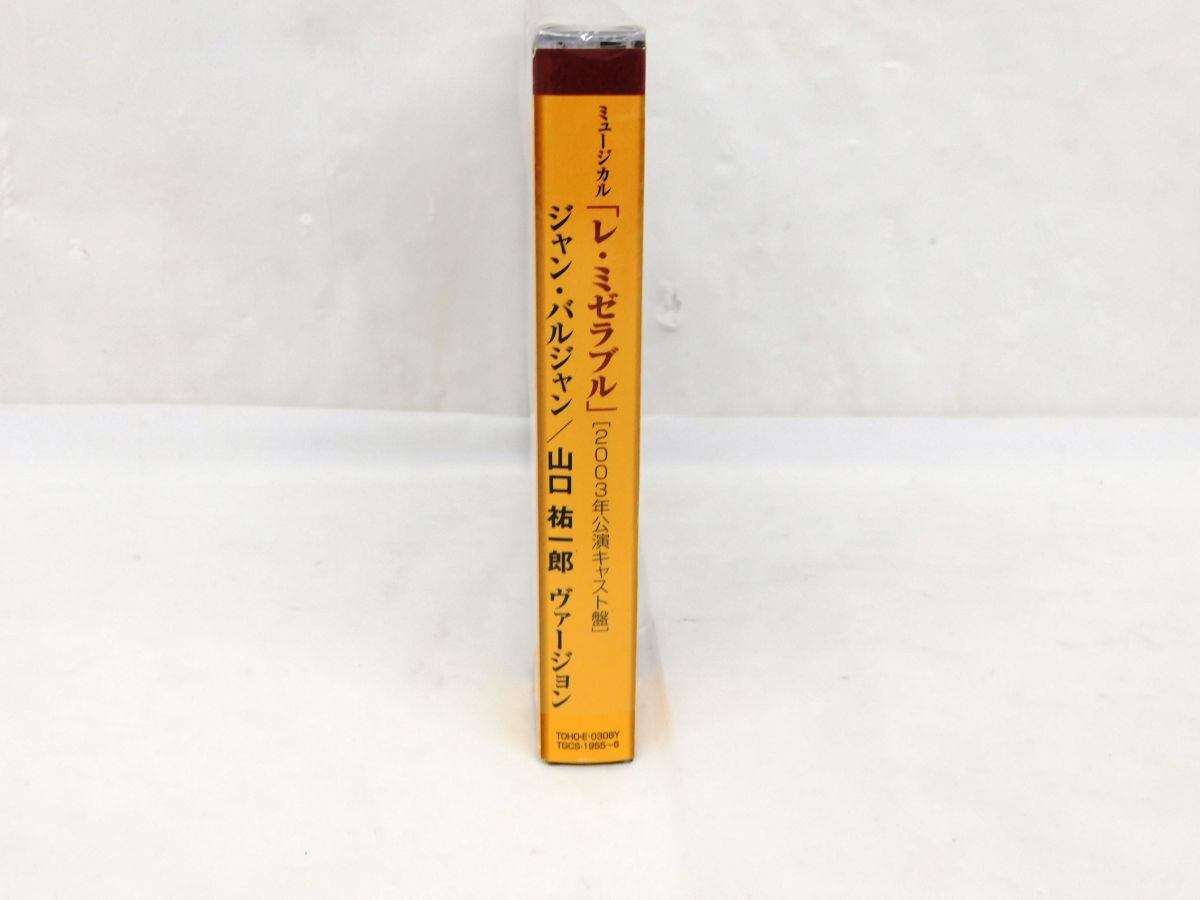 ミュージカル「レ・ミゼラブル」[2003年公演キャスト盤]
ジャン・バルジャン/山口 祐一郎 ヴァージョン
TOHO-E-0308Y
TGCS-1955~6